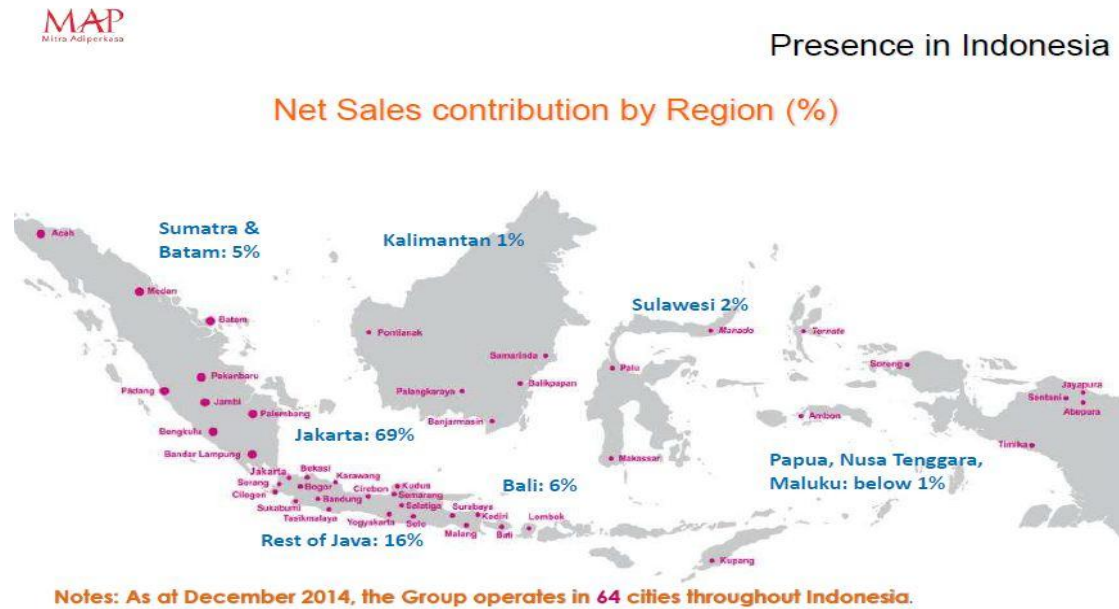 MAP
Mitra Adiperkasa
Presence in Indonesia
Net Sales contribution by Region (%)
Sumatra &
Batam: 5%
Kalimantan 1%
Sulawesi 2%
Jakarta: 69%
Bali: 6%
Papua, Nusa Tenggara,
Maluku: below 1%
Rest of Java: 16%
Aceh
Medan
Batam
Pakanbaru
Padang
Jambi
Palembang
Bengkulu
Bandar Lampung
Pontianak
Samarinda
Balikpapan
Palangkaraya
Banjarmasin
Manado
Ternate
Palu
Makassar
Sorong
Ambon
Jayapura
Sentani
Abepura
Timika
Jakarta
Bekasi
Karawang
Serang
Bogor
Cirebon
Kudus
Cilegon
Bandung
Semarang
Sukabumi
Salatiga
Tasikmalaya
Yogyakarta
Solo
Surabaya
Kediri
Lombok
Malang
Bali
Kupang
Notes: As at December 2014, the Group operates in 64 cities throughout Indonesia.